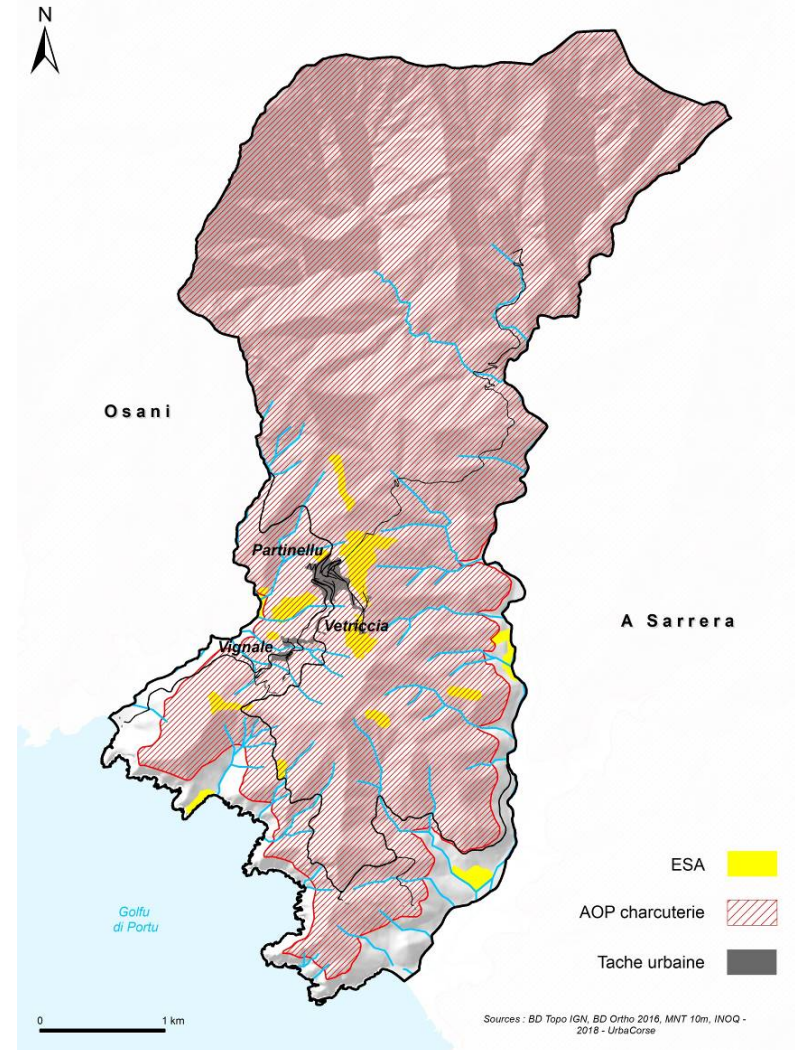 N
Osani
Partinellu
A Sarrera
Vetriccia
Vignale
ESA
AOP charcuterie
Golfu
di Portu
Tache urbaine
0 1 km
Sources : BD Topo IGN, BD Ortho 2016, MNT 10m, INOQ -
2018 - UrbaCorse